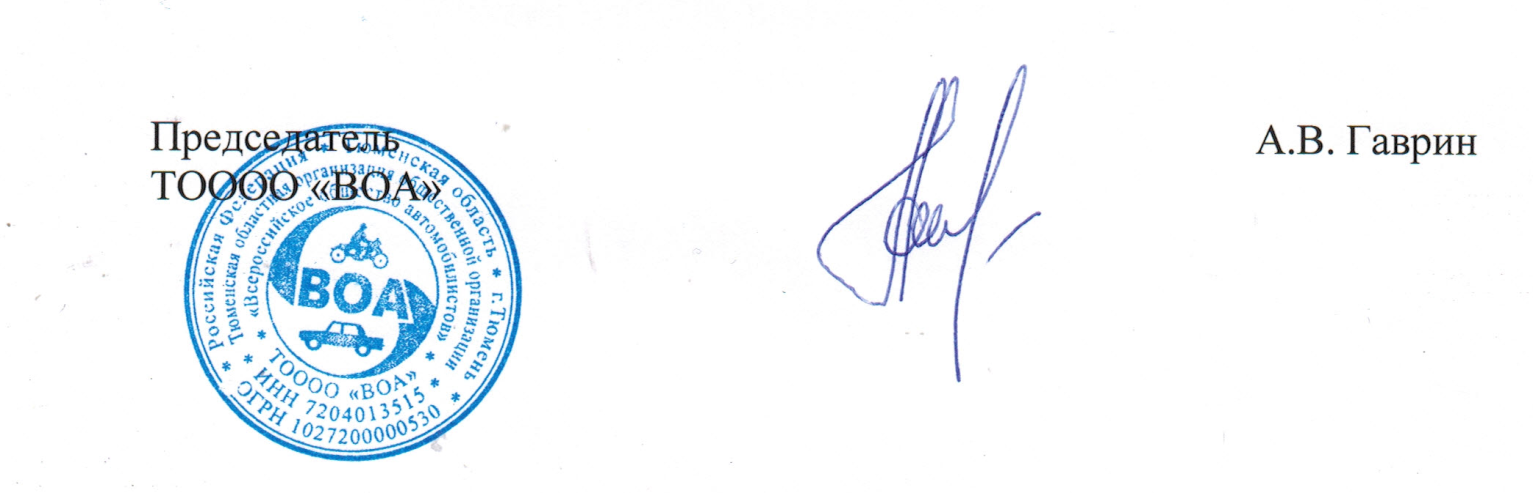 Председатель
ТОООО «ВОА»
А.В. Гаврин
* Российская Федерация * Тюменская область * г.Тюмень *
Тюменская областная организация общественной организации
«Всероссийское общество автомобилистов»
ВОА
* ТОООО «ВОА» *
* ИНН 7204013515 *
ОГРН 1027200000530